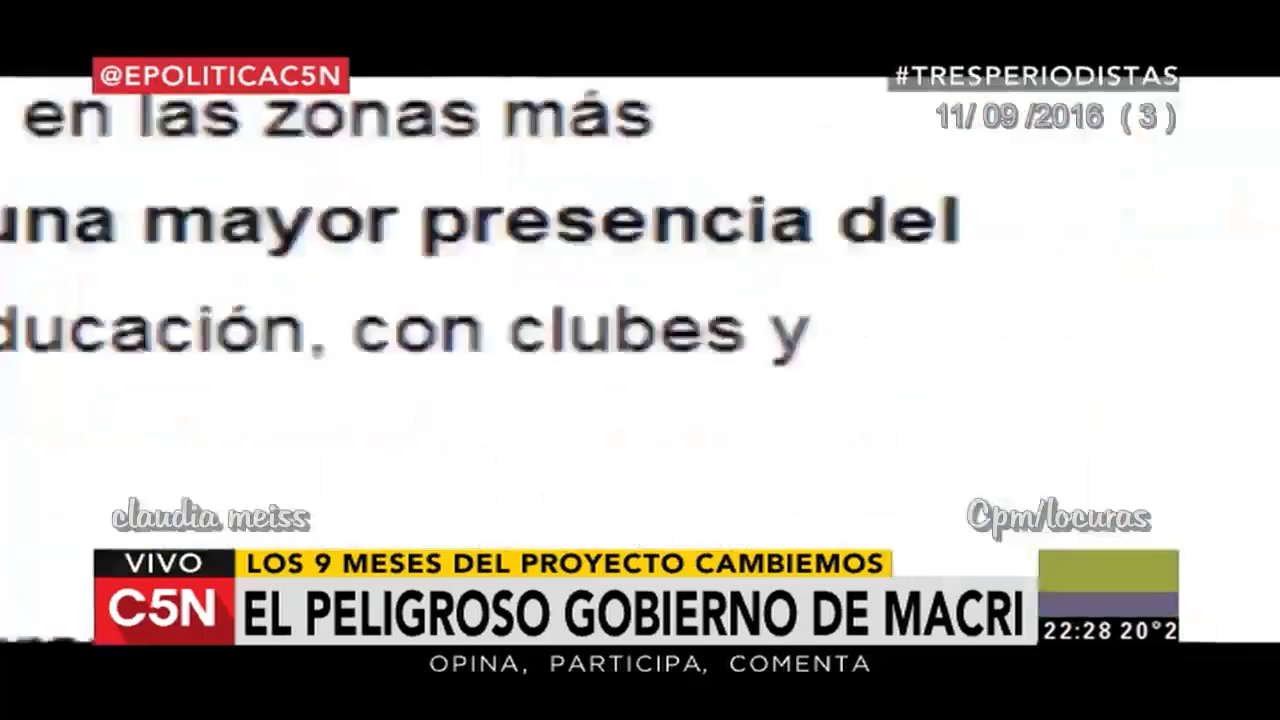 @EPOLITICAC5N
#TRESPERIODISTAS
11/ 09 /2016 ( 3 )
en las zonas más
una mayor presencia del
ducación, con clubes y
claudia meiss
Cpm/locuras
VIVO
LOS 9 MESES DEL PROYECTO CAMBIEMOS
C5N
EL PELIGROSO GOBIERNO DE MACRI
22:28 20°2
OPINA, PARTICIPA, COMENTA